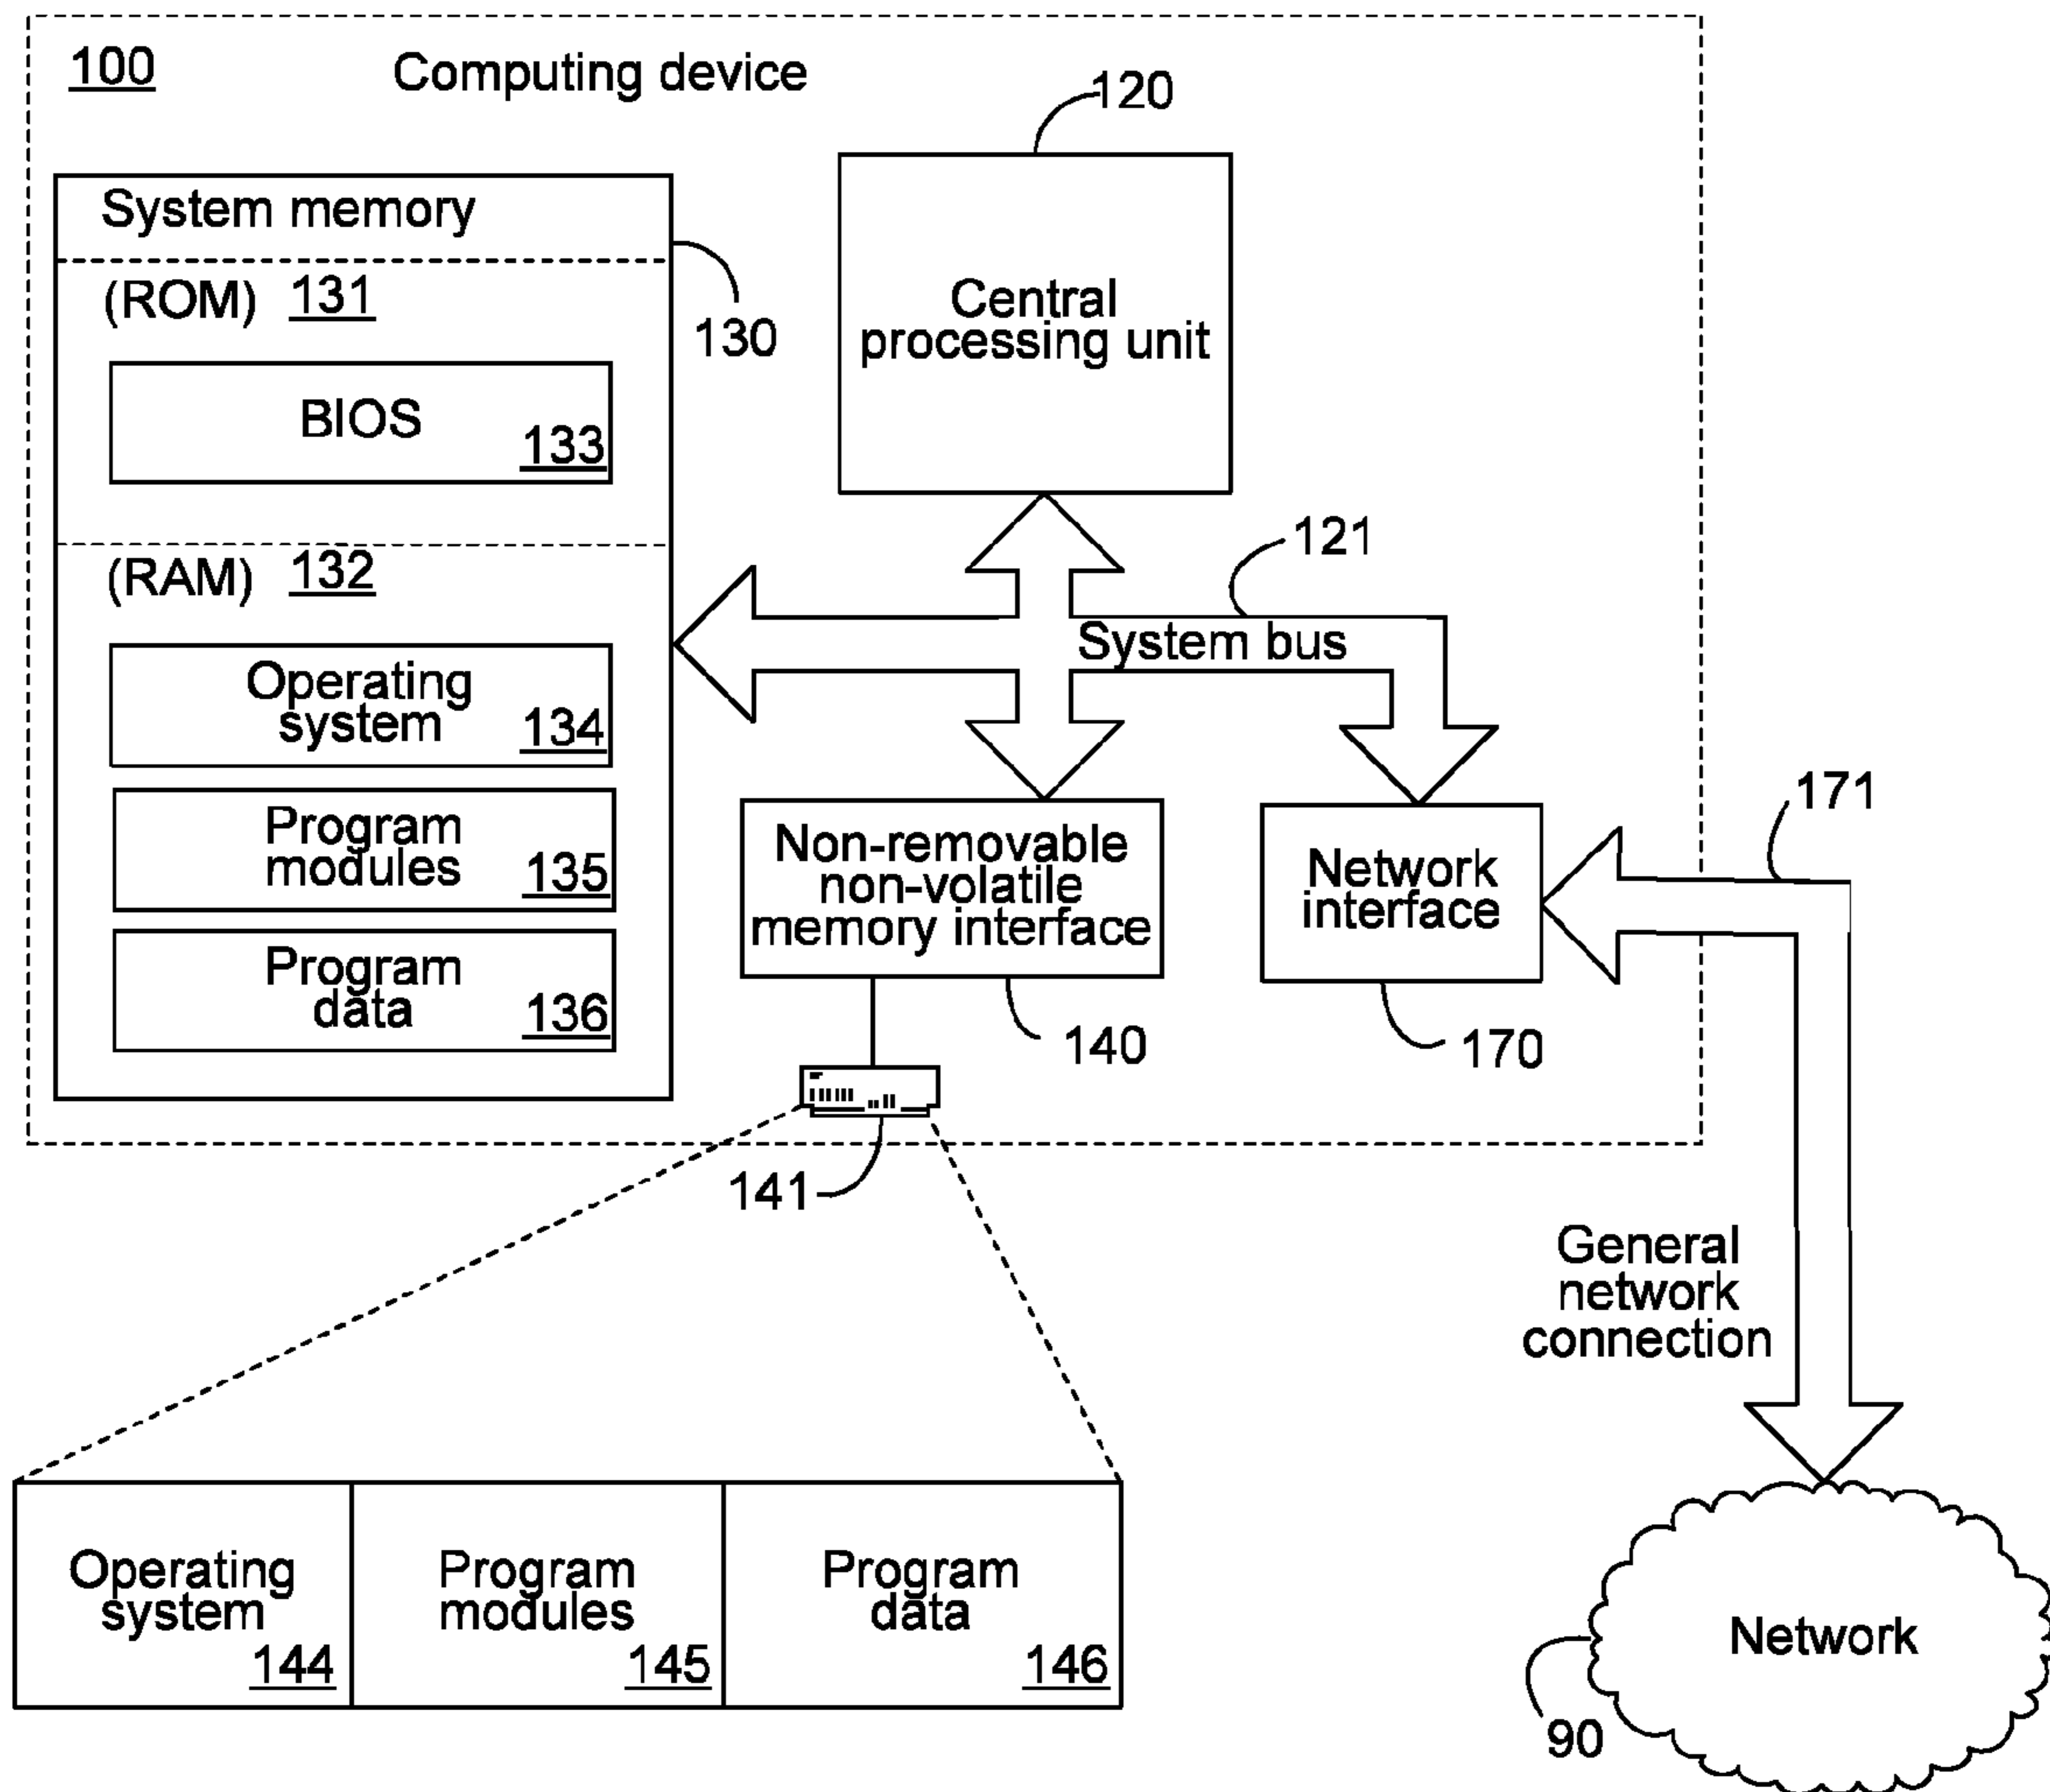 100 Computing device
120
System memory
(ROM) 131
130
BIOS
133
Central
processing unit
(RAM) 132
Operating
system
134
Program
modules
135
Program
data
136
121
System bus
Non-removable
non-volatile
memory interface
140
Network
interface
170
171
141
General
network
connection
Operating
system
144
Program
modules
145
Program
data
146
Network
90